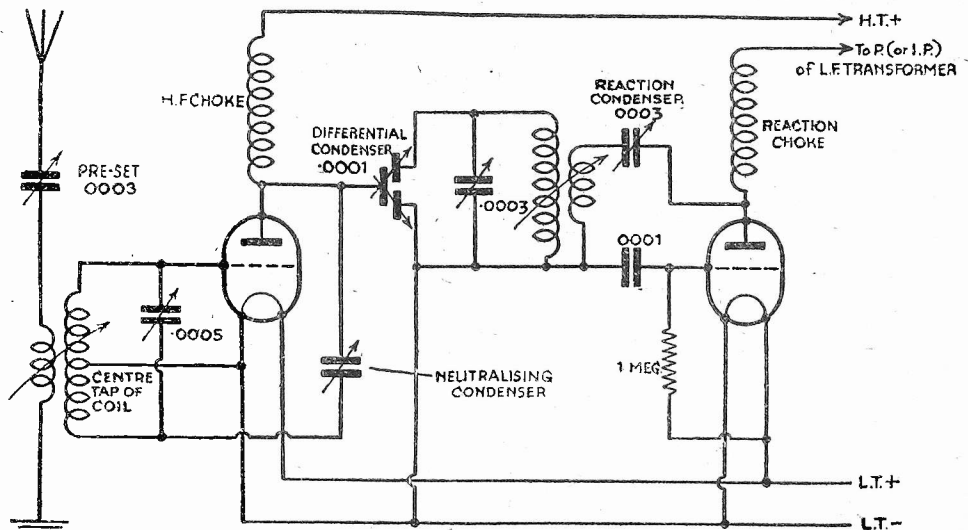 H.T.+
To P. (or I.P.)
of L.F. TRANSFORMER
H.F CHOKE
REACTION
CONDENSER
0003
REACTION
CHOKE
DIFFERENTIAL
CONDENSER
.0001
PRE-SET
0003
.0003
0001
.0005
CENTRE
TAP OF
COIL
NEUTRALISING
CONDENSER
1 MEG.
L.T.+
L.T.-